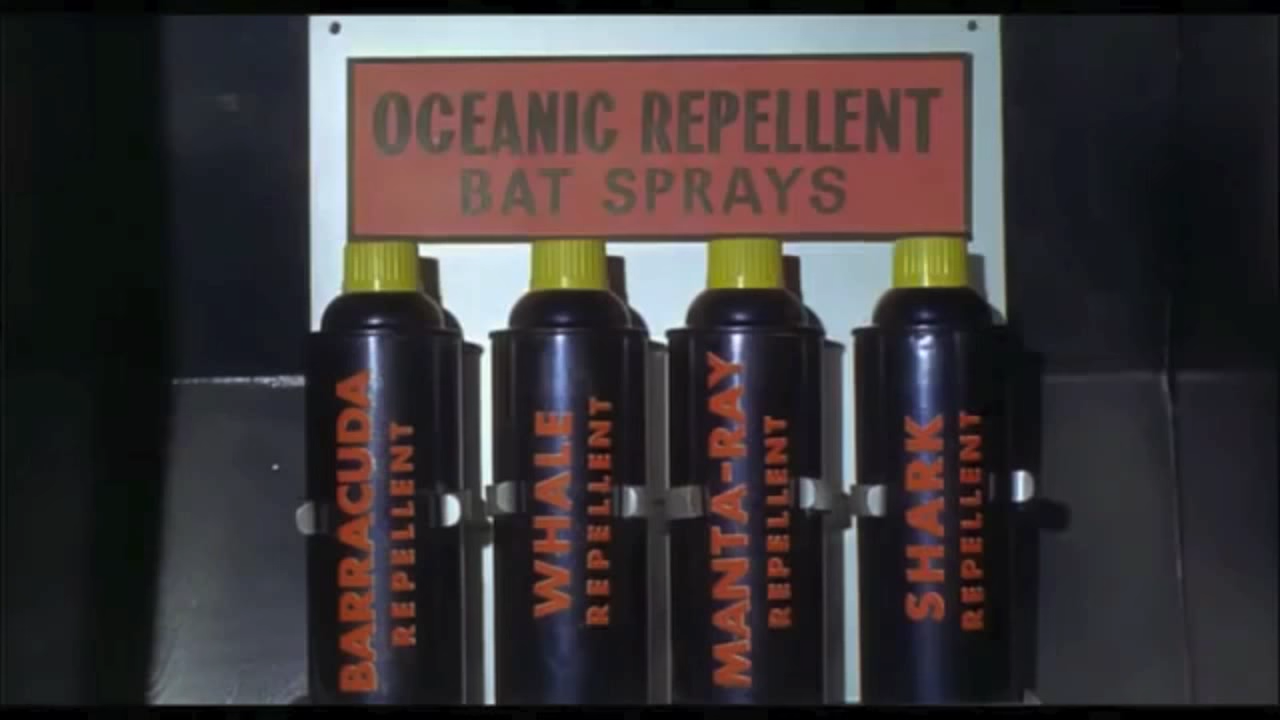 OCEANIC REPELLENT
BAT SPRAYS
BARRACUDA
REPELLENT
WHALE
REPELLENT
MANTA-RAY
REPELLENT
SHARK
REPELLENT